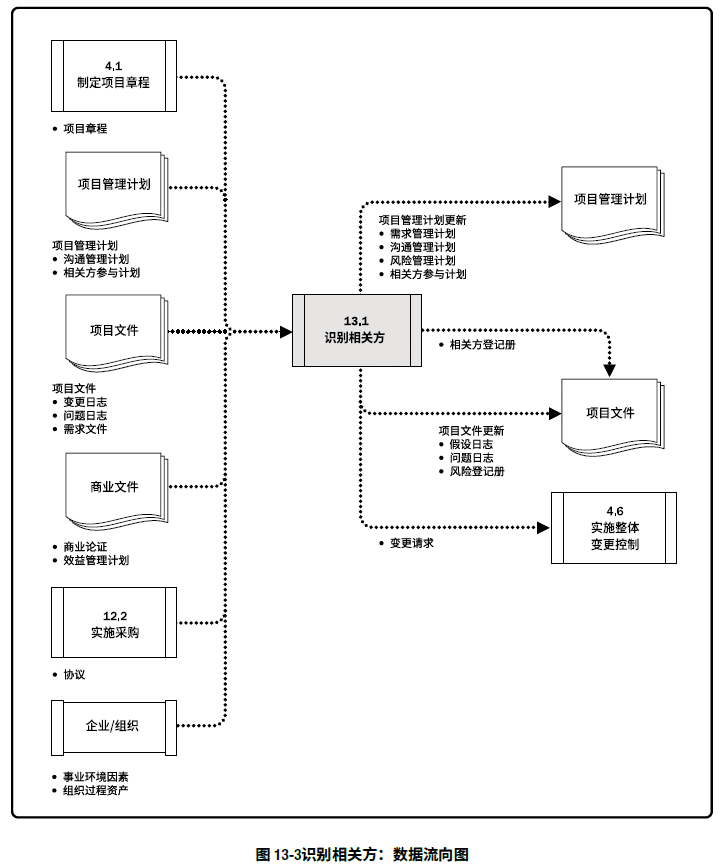 4.1
制定项目章程
• 项目章程
项目管理计划
项目管理计划
• 沟通管理计划
• 相关方参与计划
项目文件
项目文件
• 变更日志
• 问题日志
• 需求文件
商业文件
• 商业论证
• 效益管理计划
12.2
实施采购
• 协议
企业/组织
• 事业环境因素
• 组织过程资产
13.1
识别相关方
项目管理计划更新
• 需求管理计划
• 沟通管理计划
• 风险管理计划
• 相关方参与计划
项目管理计划
• 相关方登记册
项目文件
项目文件更新
• 假设日志
• 问题日志
• 风险登记册
• 变更请求
4.6
实施整体
变更控制
图 13-3识别相关方：数据流向图